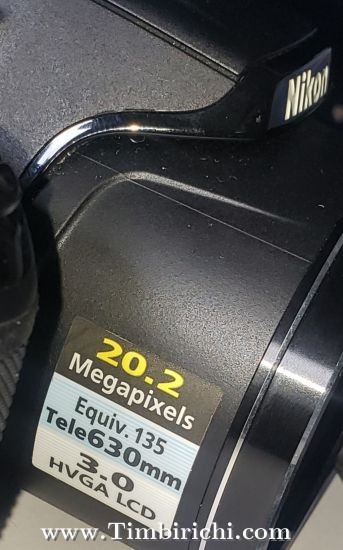 Nikon
20.2
Megapixels
Equiv. 135
Tele630mm
3.0
HVGA LCD
www.Timbirichi.com